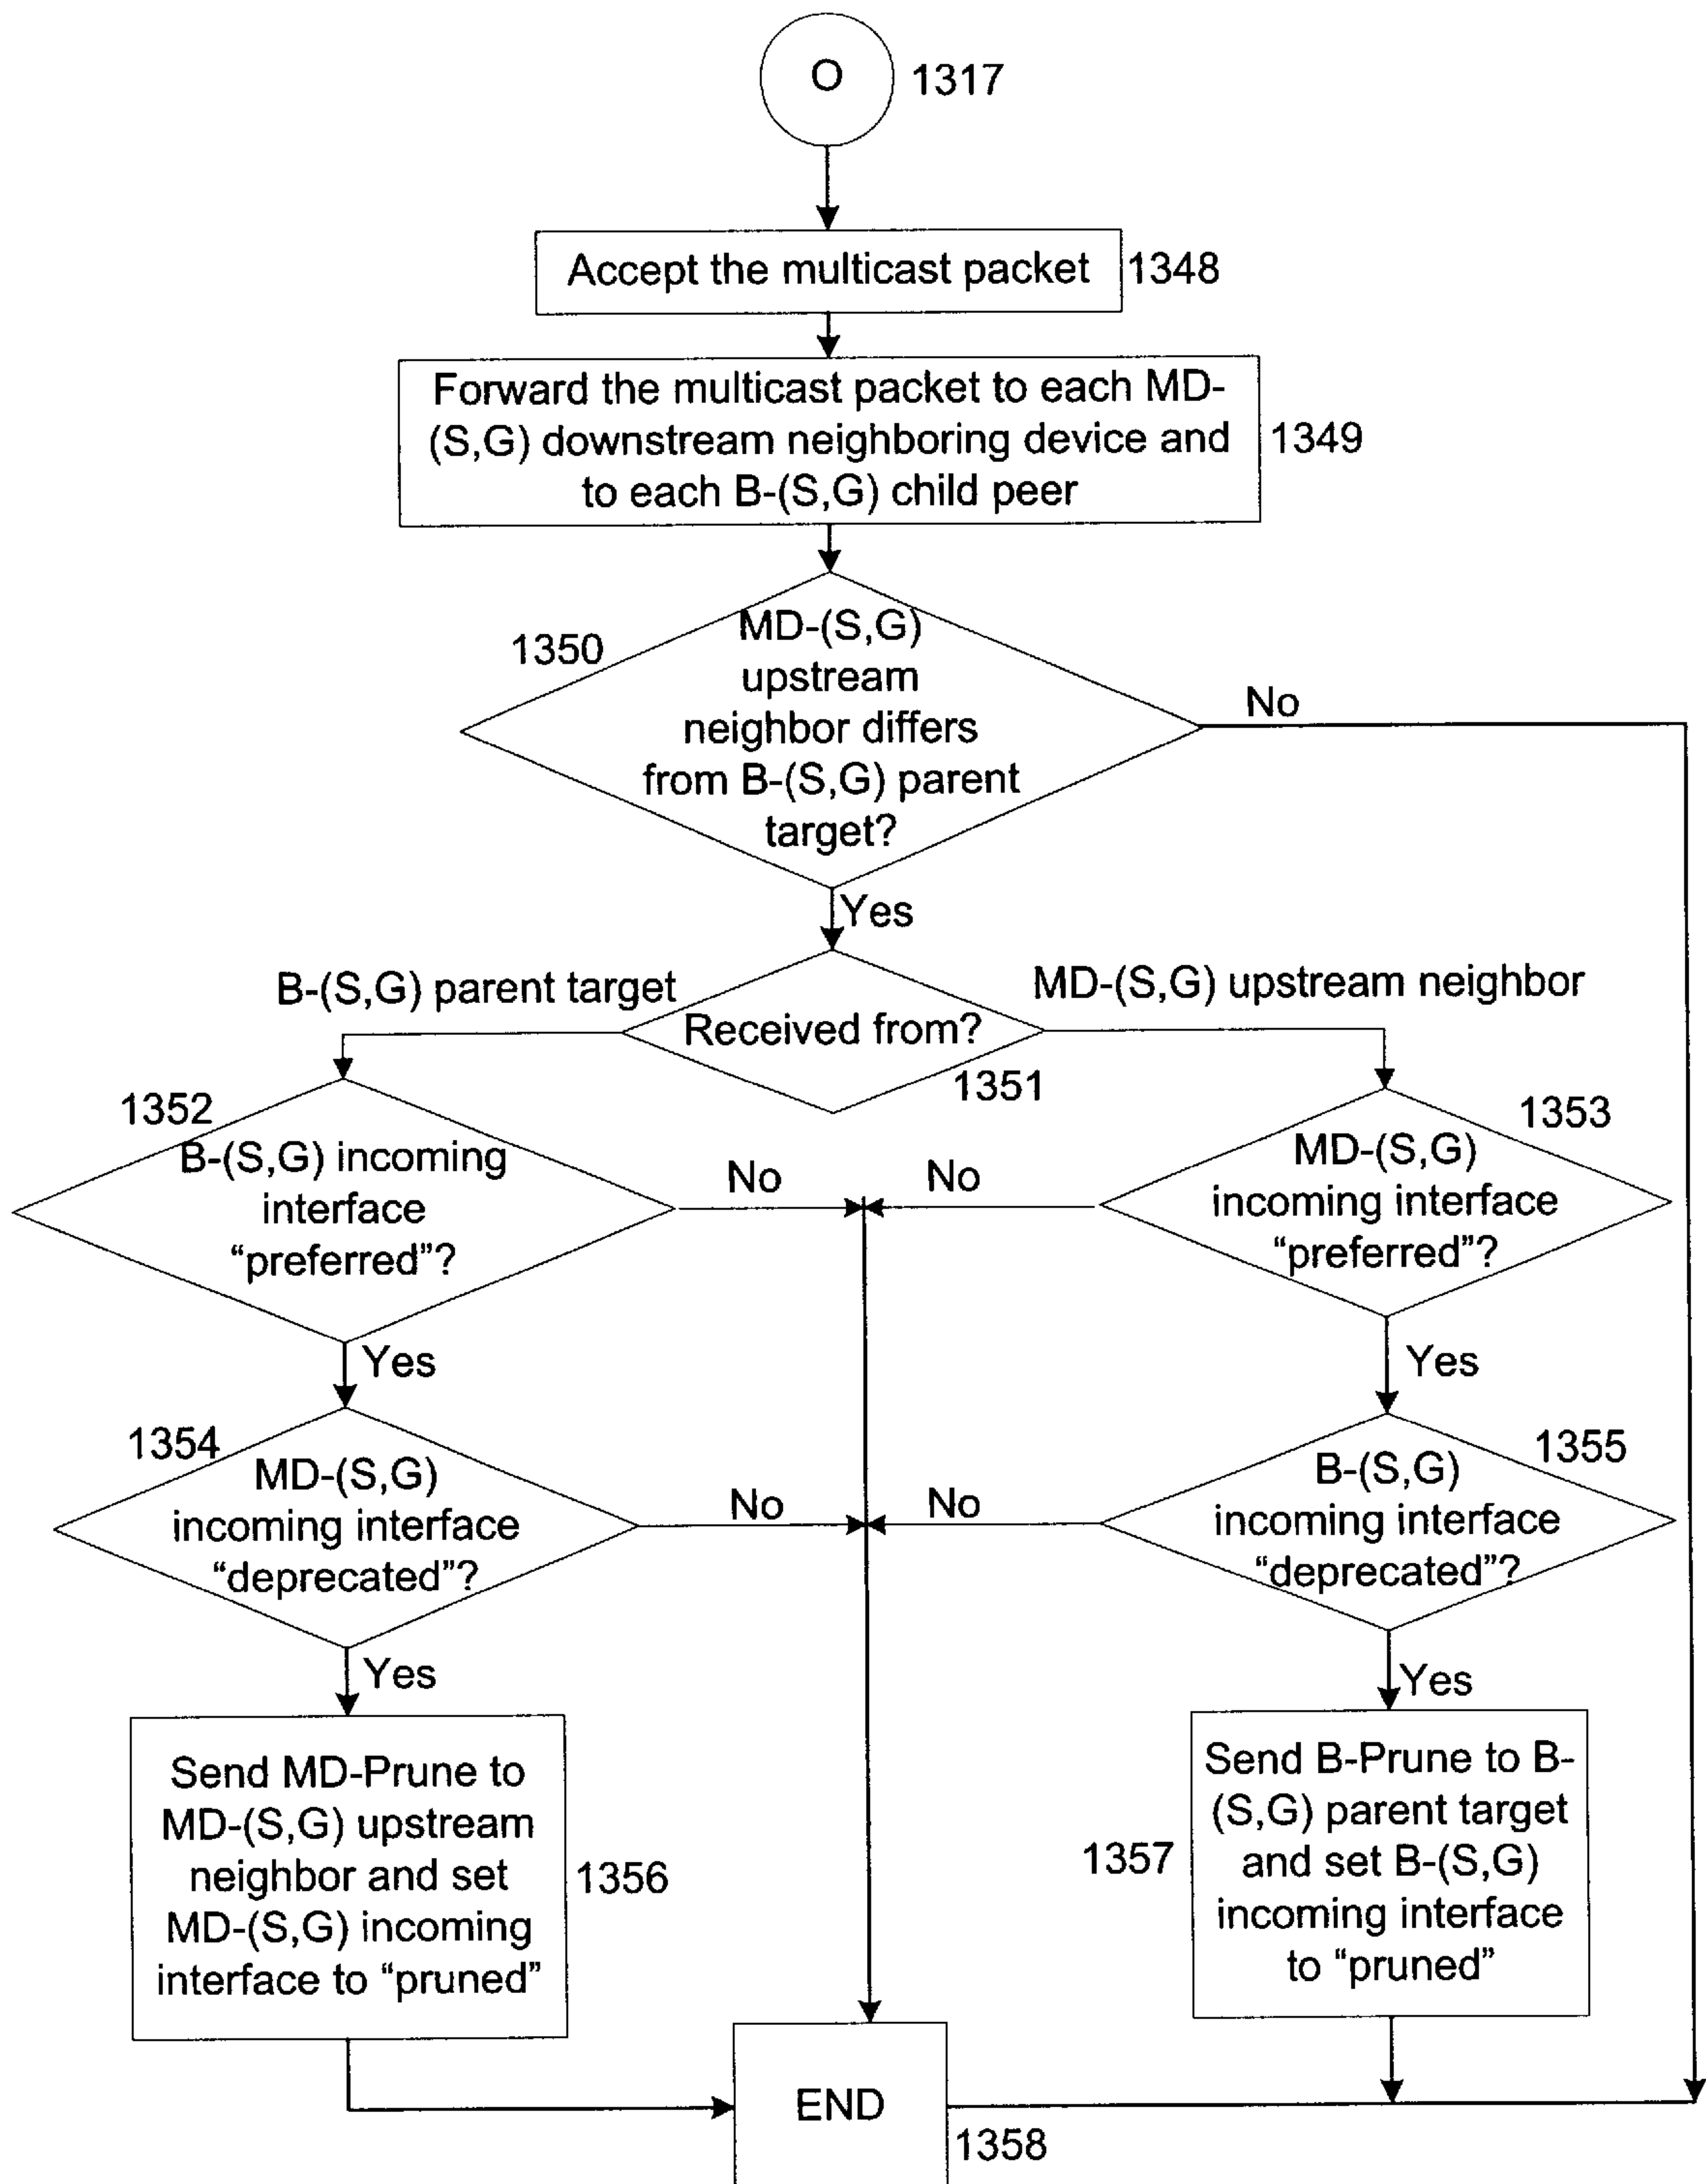 O
1317
Accept the multicast packet
1348
Forward the multicast packet to each MD-
(S,G) downstream neighboring device and
to each B-(S,G) child peer
1349
1350
MD-(S,G)
upstream
neighbor differs
from B-(S,G) parent
target?
No
Yes
B-(S,G) parent target
MD-(S,G) upstream neighbor
Received from?
1351
1352
B-(S,G) incoming
interface
“preferred”?
No
No
1353
MD-(S,G)
incoming interface
“preferred”?
Yes
Yes
1354
MD-(S,G)
incoming interface
“deprecated”?
No
No
1355
B-(S,G)
incoming interface
“deprecated”?
Yes
Yes
Send MD-Prune to
MD-(S,G) upstream
neighbor and set
MD-(S,G) incoming
interface to “pruned”
1356
1357
Send B-Prune to B-
(S,G) parent target
and set B-(S,G)
incoming interface
to “pruned”
END
1358